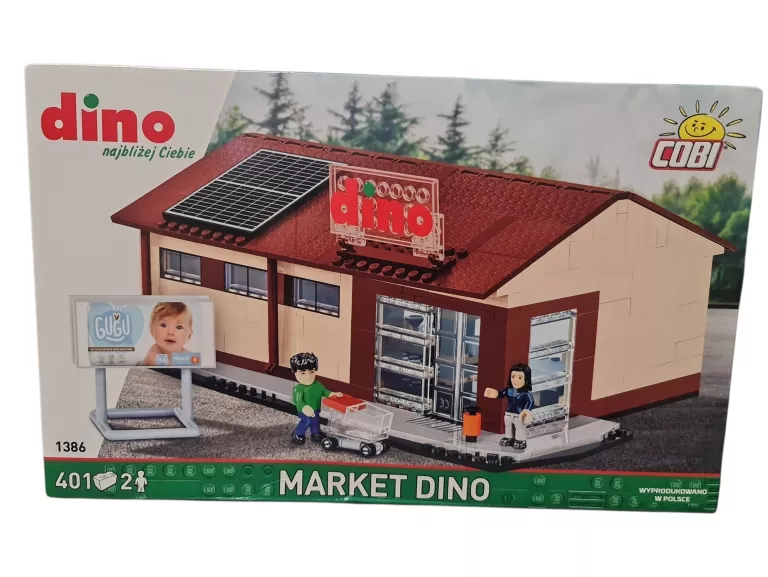 dino
najbliżej Ciebie
COBI
dino
GUGU
1386
401 2
MARKET DINO
WYPRODUKOWANO
W POLSCE